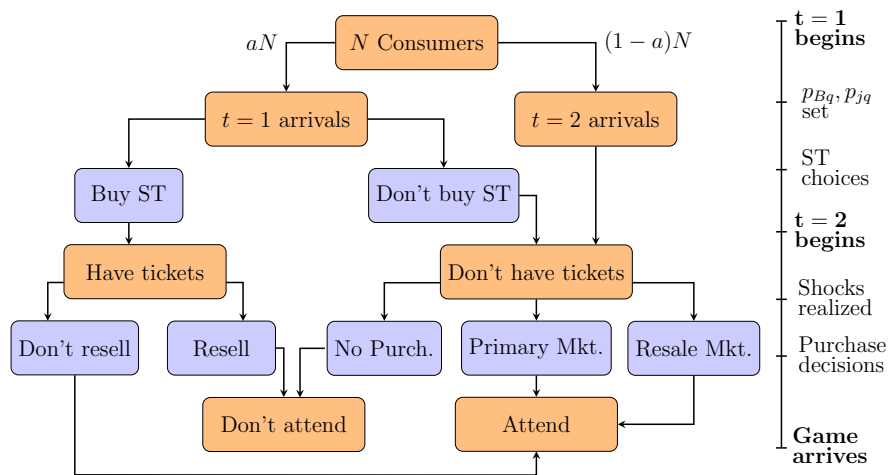 N Consumers
aN
(1 − a)N
t = 1 arrivals
t = 2 arrivals
Buy ST
Don't buy ST
Have tickets
Don't have tickets
Don't resell
Resell
No Purch.
Primary Mkt.
Resale Mkt.
Don't attend
Attend
t = 1
begins
p_{Bq}, p_{jq}
set
ST
choices
t = 2
begins
Shocks
realized
Purchase
decisions
Game
arrives